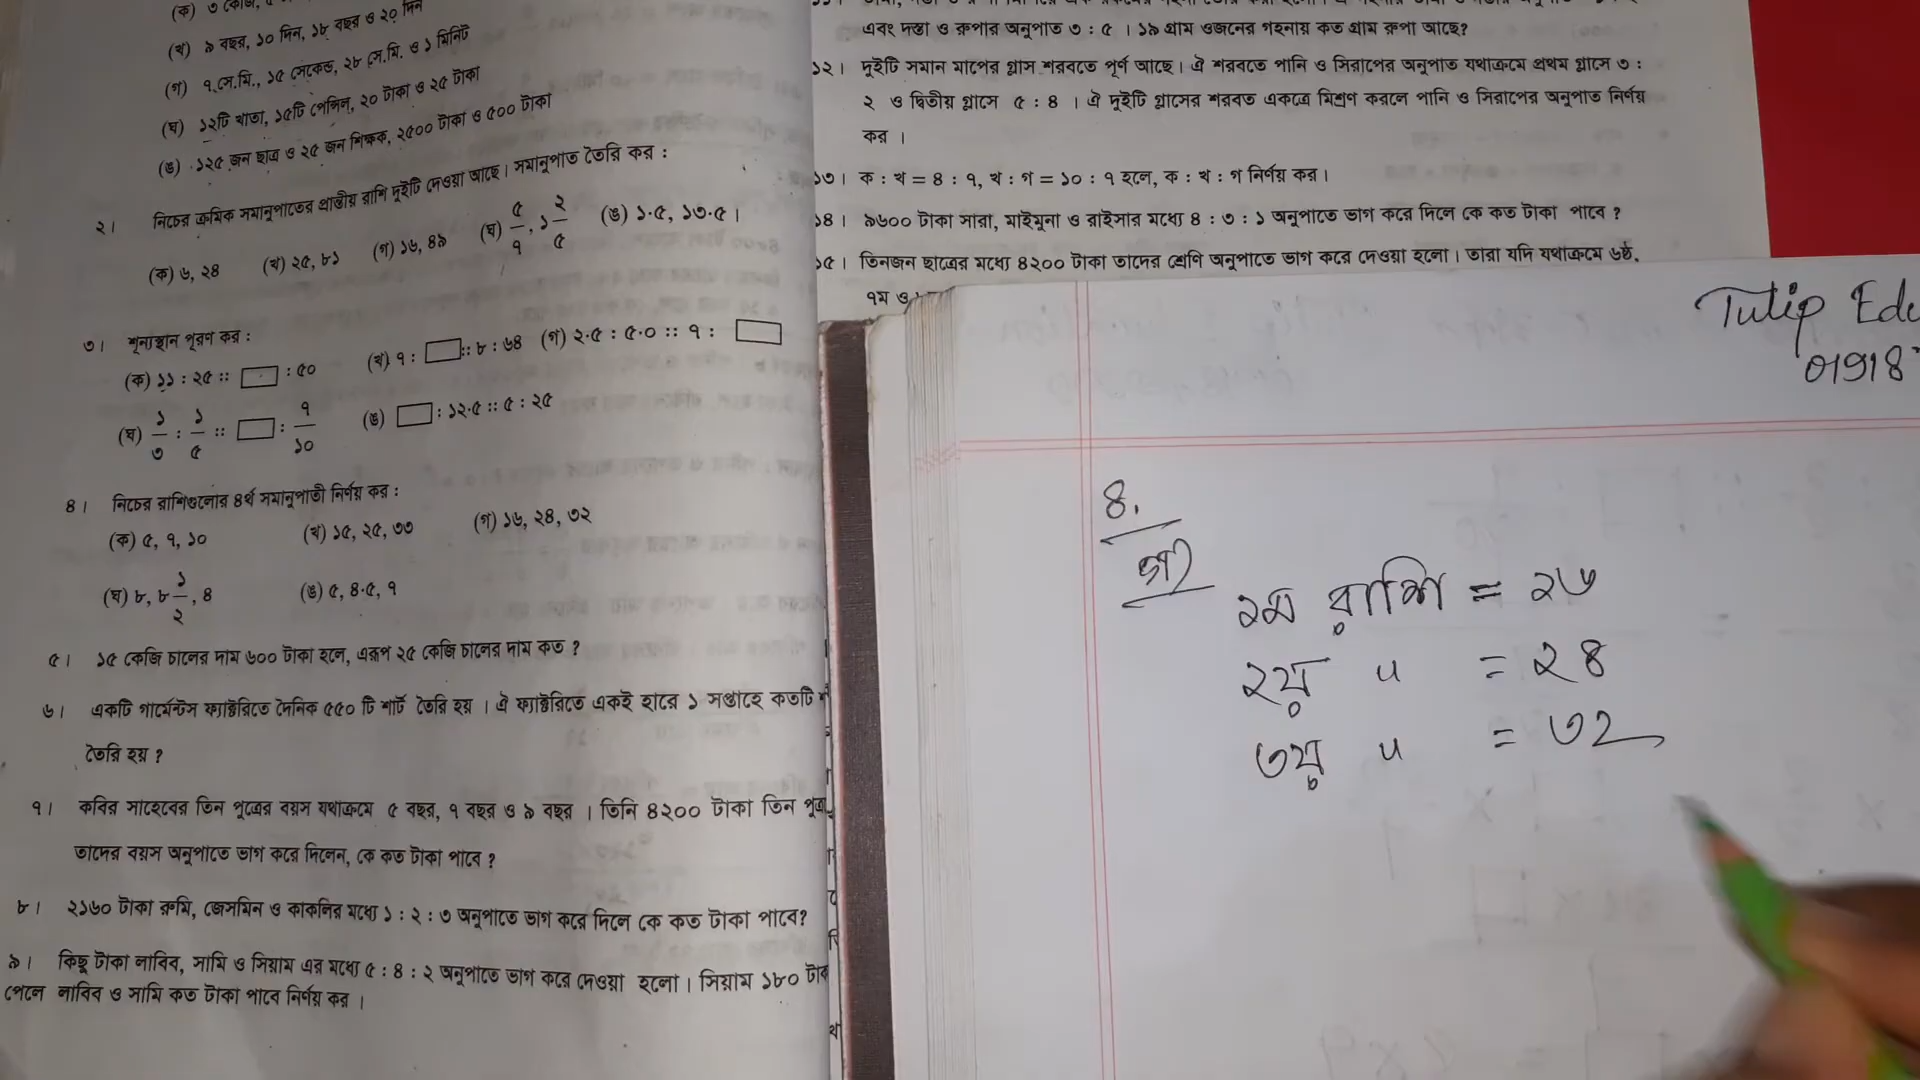 (খ) ৯ বছর, ১০ দিন, ১৮ বছর ও ২০ দিন
(গ) ৭ সে.মি., ১৫ সেকেন্ড, ২৮ সে.মি. ও ১ মিনিট
(ঘ) ১২টি খাতা, ১৫টি পেন্সিল, ২০ টাকা ও ২৫ টাকা
(ঙ) ১২৫ জন ছাত্র ও ২৫ জন শিক্ষক, ২৫০০ টাকা ও ৫০০ টাকা
২। নিচের ক্রমিক সমানুপাতের প্রান্তীয় রাশি দুইটি দেওয়া আছে। সমানুপাত তৈরি কর :
(ক) ৬, ২৪ (খ) ২৫, ৮১ (গ) ১৬, ৪৯ (ঘ) ৫/৭, ১ ২/৫ (ঙ) ১·৫, ১৩·৫।
৩। শূন্যস্থান পূরণ কর :
(ক) ১১ : ২৫ :: □ : ৫০ (খ) ৭ : □ :: ৮ : ৬৪ (গ) ২·৫ : ৫·০ :: ৭ : □
(ঘ) ১/৩ : ১/৫ :: □ : ৭/১০ (ঙ) □ : ১২·৫ :: ৫ : ২৫
৪। নিচের রাশিগুলোর ৪র্থ সমানুপাতী নির্ণয় কর :
(ক) ৫, ৭, ১০ (খ) ১৫, ২৫, ৩৩ (গ) ১৬, ২৪, ৩২
(ঘ) ৮, ৮ ১/২, ৪ (ঙ) ৫, ৪·৫, ৭
৫। ১৫ কেজি চালের দাম ৬০০ টাকা হলে, এরূপ ২৫ কেজি চালের দাম কত ?
৬। একটি গার্মেন্টস ফ্যাক্টরিতে দৈনিক ৫৫০ টি শার্ট তৈরি হয় । ঐ ফ্যাক্টরিতে একই হারে ১ সপ্তাহে কতটি
তৈরি হয় ?
৭। কবির সাহেবের তিন পুত্রের বয়স যথাক্রমে ৫ বছর, ৭ বছর ও ৯ বছর । তিনি ৪২০০ টাকা তিন
তাদের বয়স অনুপাতে ভাগ করে দিলেন, কে কত টাকা পাবে ?
৮। ২১৬০ টাকা রুমি, জেসমিন ও কাকলির মধ্যে ১ : ২ : ৩ অনুপাতে ভাগ করে দিলে কে কত টাকা পাবে?
৯। কিছু টাকা লাবিব, সামি ও সিয়াম এর মধ্যে ৫ : ৪ : ২ অনুপাতে ভাগ করে দেওয়া হলো । সিয়াম ১৮০
পেলে লাবিব ও সামি কত টাকা পাবে নির্ণয় কর ।
এবং দস্তা ও রুপার অনুপাত ৩ : ৫ । ১৯ গ্রাম ওজনের গহনায় কত গ্রাম রুপা আছে?
১২। দুইটি সমান মাপের গ্লাস শরবতে পূর্ণ আছে। ঐ শরবতে পানি ও সিরাপের অনুপাত যথাক্রমে প্রথম গ্লাসে ৩ :
২ ও দ্বিতীয় গ্লাসে ৫ : ৪ । ঐ দুইটি গ্লাসের শরবত একত্রে মিশ্রণ করলে পানি ও সিরাপের অনুপাত নির্ণয়
কর ।
১৩। ক : খ = ৪ : ৭, খ : গ = ১০ : ৭ হলে, ক : খ : গ নির্ণয় কর।
১৪। ৯৬০০ টাকা সারা, মাইমুনা ও রাইসার মধ্যে ৪ : ৩ : ১ অনুপাতে ভাগ করে দিলে কে কত টাকা পাবে ?
১৫। তিনজন ছাত্রের মধ্যে ৪২০০ টাকা তাদের শ্রেণি অনুপাতে ভাগ করে দেওয়া হলো । তারা যদি যথাক্রমে ৬ষ্ঠ,
৭ম ও
Tulip
৪.
গ)
১ম রাশি = ১৬
২য় " = ২৪
৩য় " = ৩২